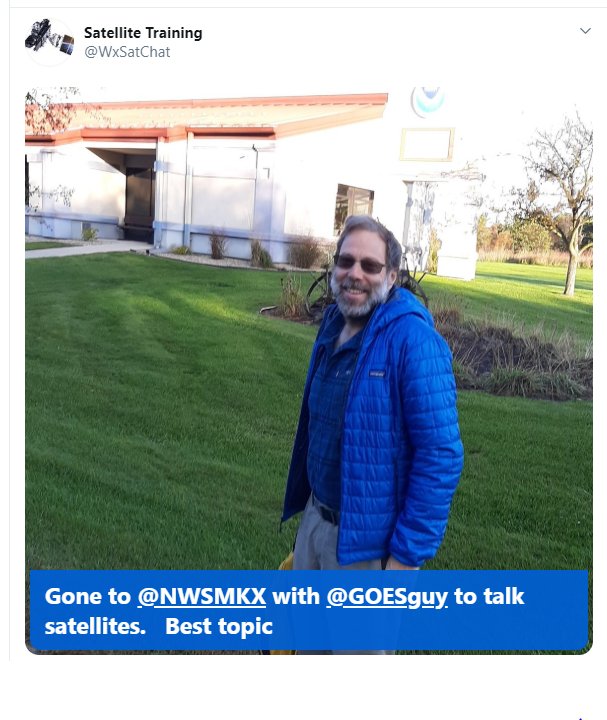 Satellite Training
@WxSatChat
Gone to @NWSMKX with @GOESguy to talk
satellites. Best topic